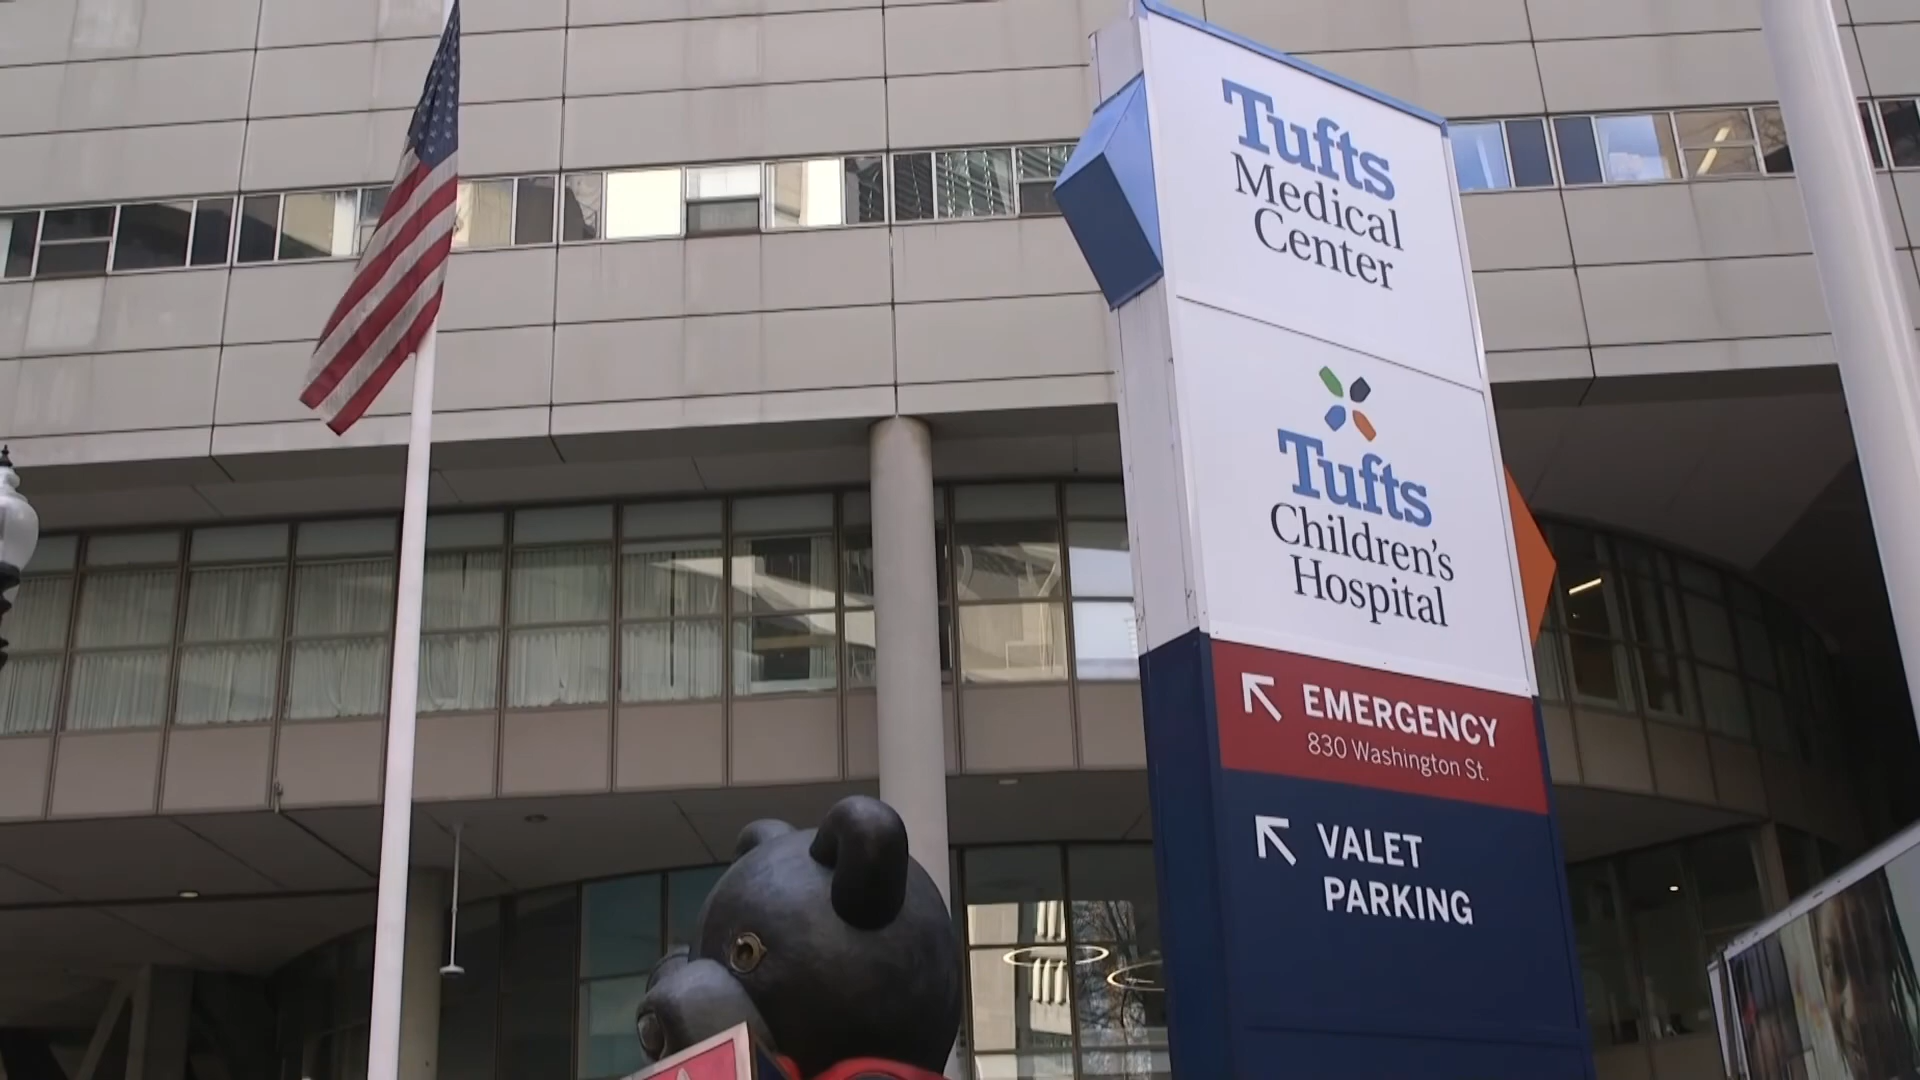 Tufts
Medical
Center
Tufts
Children's
Hospital
EMERGENCY
830 Washington St.
VALET
PARKING